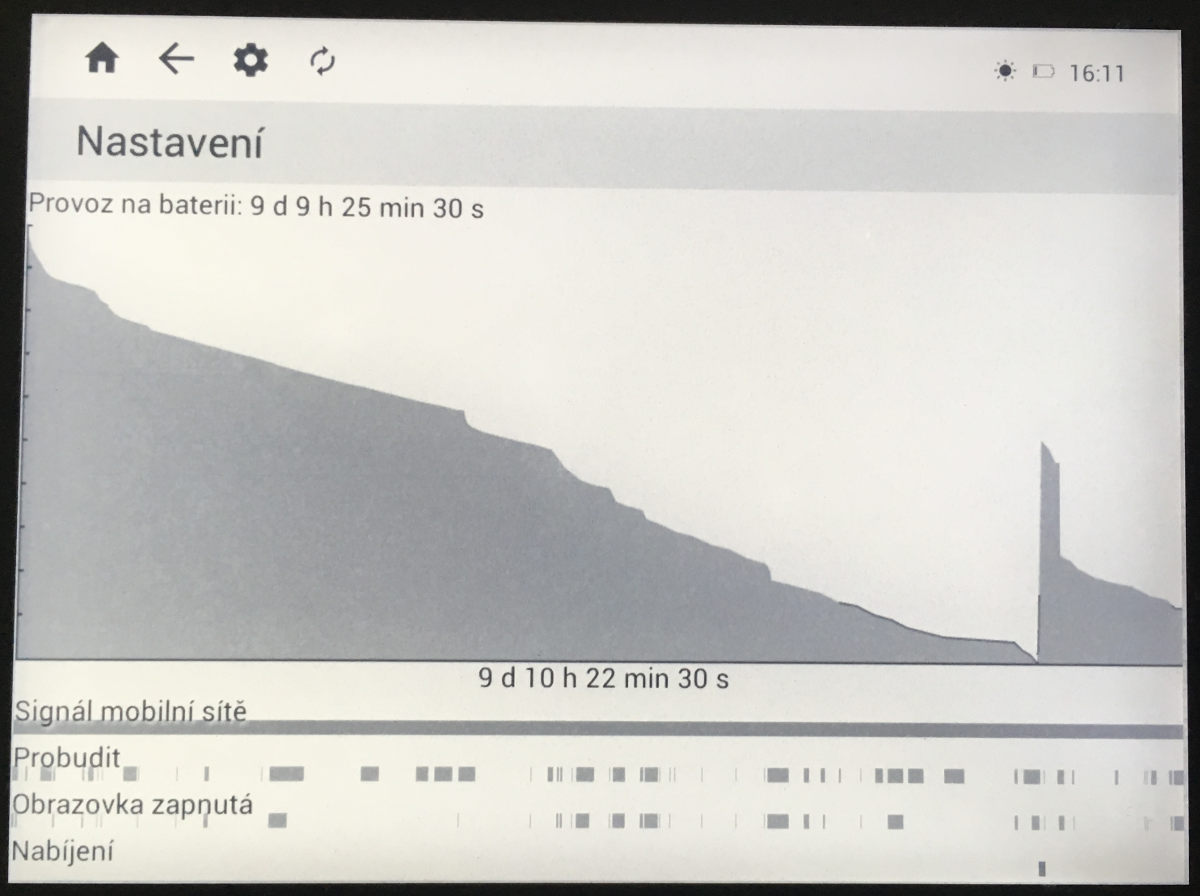 16:11
Nastavení
Provoz na baterii: 9 d 9 h 25 min 30 s
9 d 10 h 22 min 30 s
Signál mobilní sítě
Probudit
Obrazovka zapnutá
Nabíjení